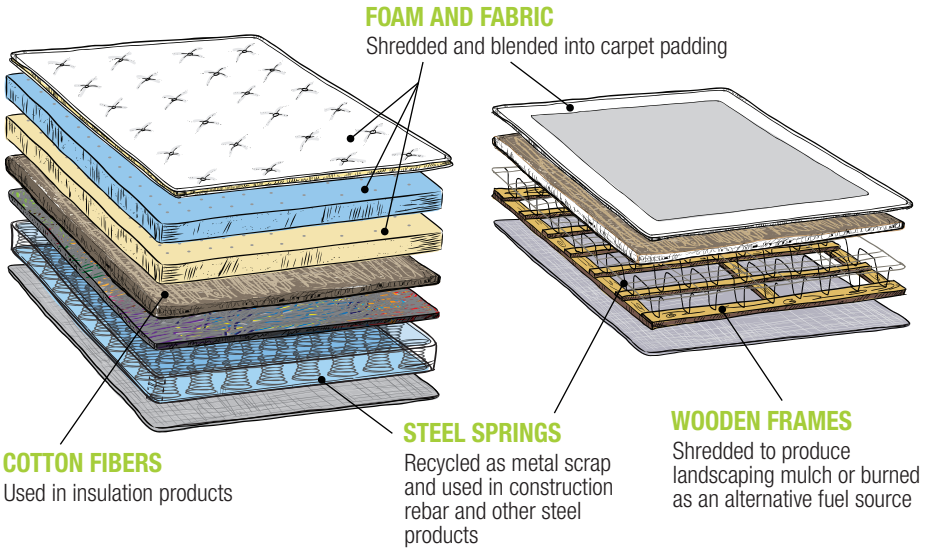 FOAM AND FABRIC
Shredded and blended into carpet padding
COTTON FIBERS
Used in insulation products
STEEL SPRINGS
Recycled as metal scrap
and used in construction
rebar and other steel
products
WOODEN FRAMES
Shredded to produce
landscaping mulch or burned
as an alternative fuel source